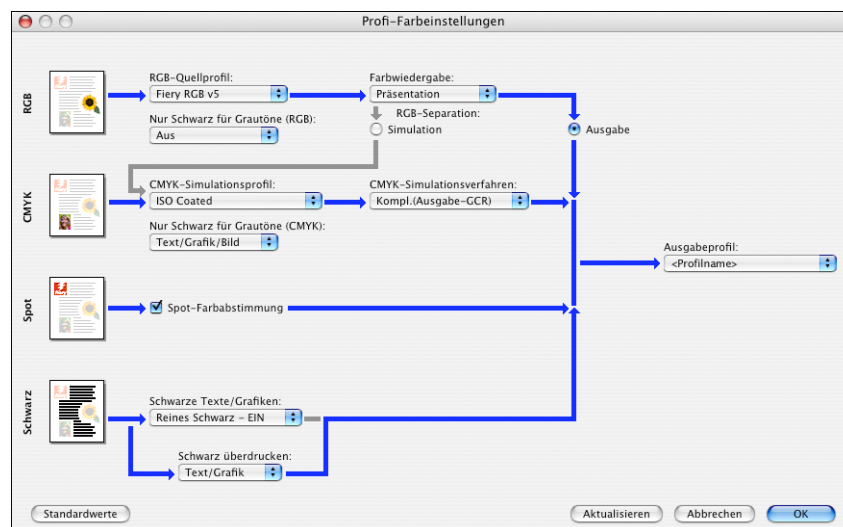 Profi-Farbeinstellungen
RGB
RGB-Quellprofil:
Fiery RGB v5
Farbwiedergabe:
Präsentation
Nur Schwarz für Grautöne (RGB):
Aus
RGB-Separation:
Simulation
Ausgabe
CMYK
CMYK-Simulationsprofil:
ISO Coated
CMYK-Simulationsverfahren:
Kompl.(Ausgabe-GCR)
Nur Schwarz für Grautöne (CMYK):
Text/Grafik/Bild
Ausgabeprofil:
<Profilname>
Spot
Spot-Farbabstimmung
Schwarz
Schwarze Texte/Grafiken:
Reines Schwarz – EIN
Schwarz überdrucken:
Text/Grafik
Standardwerte
Aktualisieren
Abbrechen
OK